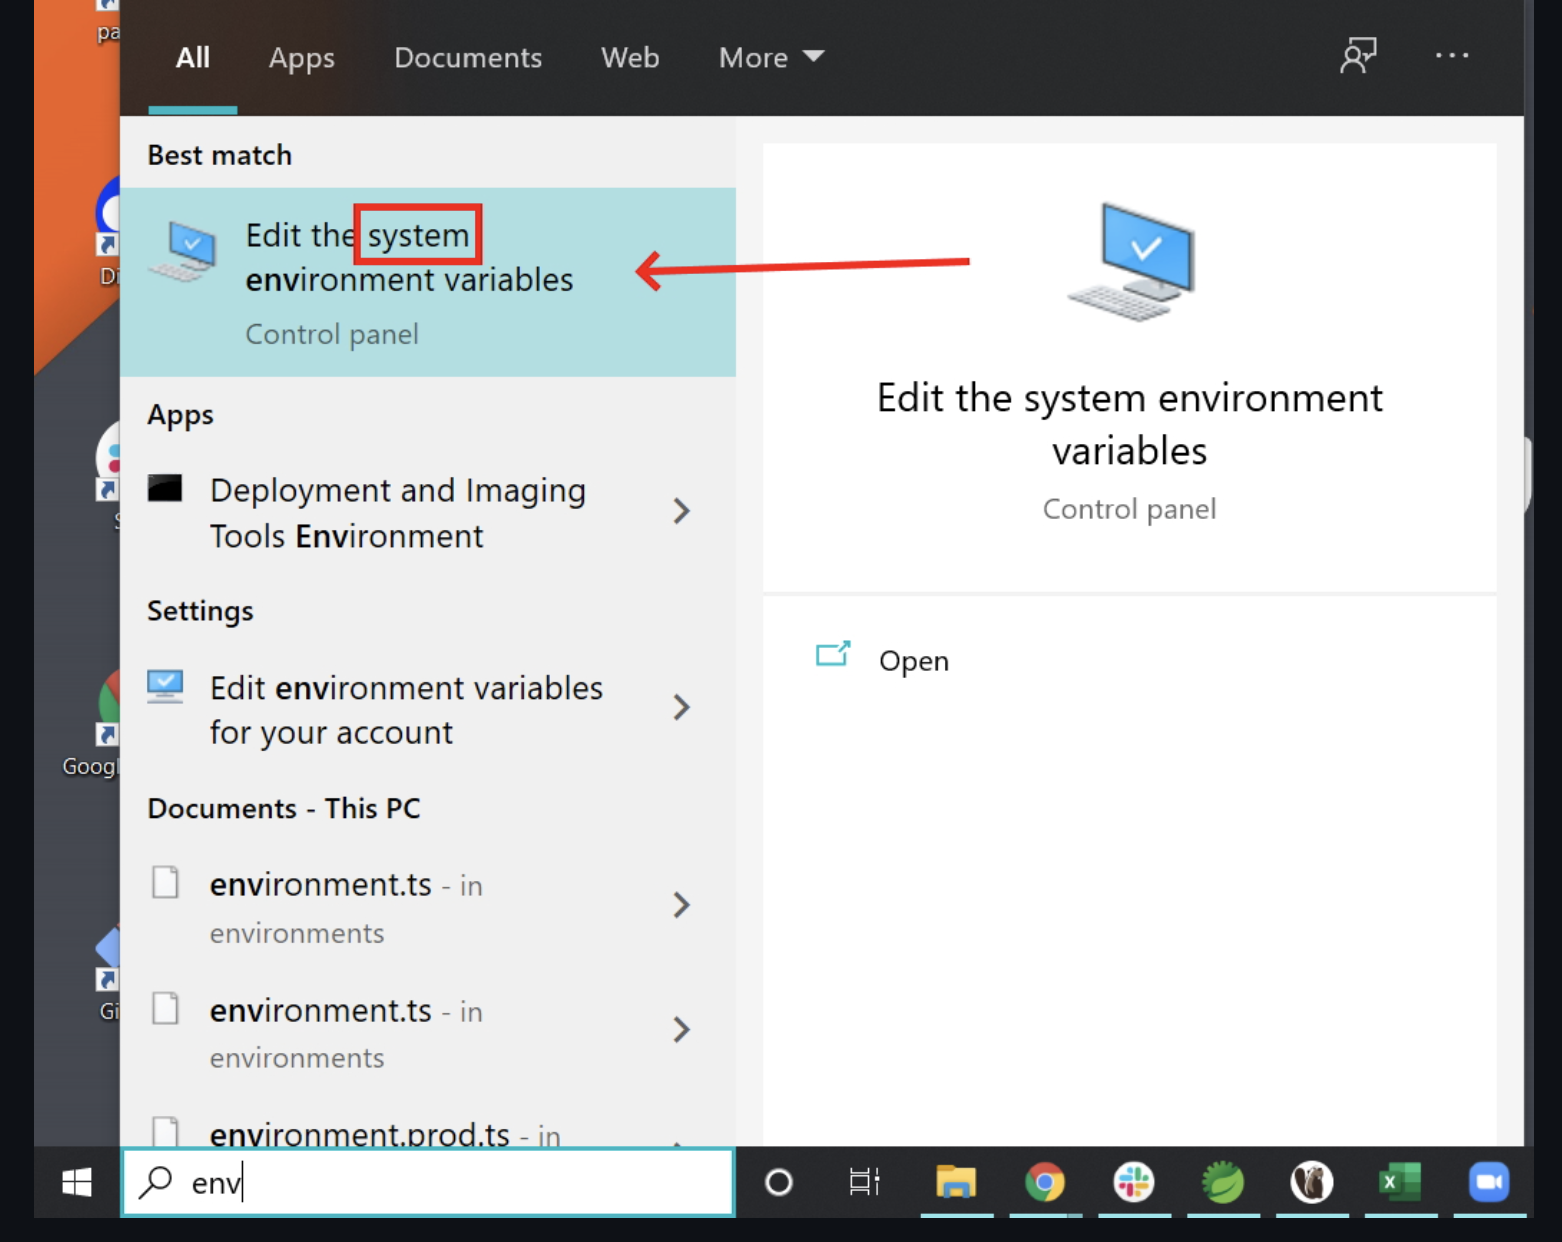 pa
All Apps Documents Web More
Best match
Edit the system
environment variables
Control panel
Apps
Deployment and Imaging
Tools Environment
Settings
Edit environment variables
for your account
Documents - This PC
environment.ts - in
environments
environment.ts - in
environments
environment.prod.ts - in
Edit the system environment
variables
Control panel
Open
Di
S
Googl
Gi
env